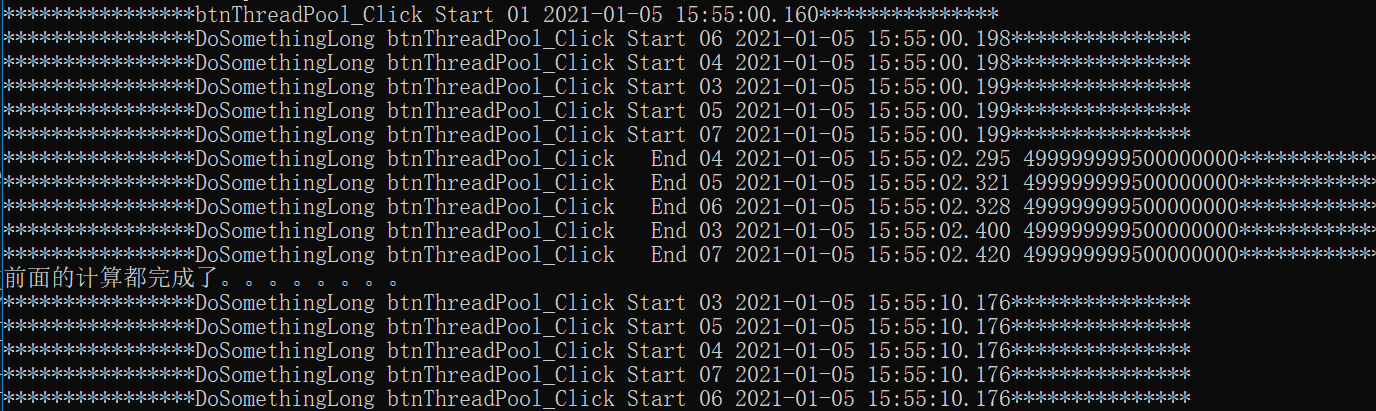 ****************btnThreadPool_Click Start 01 2021-01-05 15:55:00.160***************
****************DoSomethingLong btnThreadPool_Click Start 06 2021-01-05 15:55:00.198***************
****************DoSomethingLong btnThreadPool_Click Start 04 2021-01-05 15:55:00.198***************
****************DoSomethingLong btnThreadPool_Click Start 03 2021-01-05 15:55:00.199***************
****************DoSomethingLong btnThreadPool_Click Start 05 2021-01-05 15:55:00.199***************
****************DoSomethingLong btnThreadPool_Click Start 07 2021-01-05 15:55:00.199***************
****************DoSomethingLong btnThreadPool_Click   End 04 2021-01-05 15:55:02.295 499999999500000000************
****************DoSomethingLong btnThreadPool_Click   End 05 2021-01-05 15:55:02.321 499999999500000000************
****************DoSomethingLong btnThreadPool_Click   End 06 2021-01-05 15:55:02.328 499999999500000000************
****************DoSomethingLong btnThreadPool_Click   End 03 2021-01-05 15:55:02.400 499999999500000000************
****************DoSomethingLong btnThreadPool_Click   End 07 2021-01-05 15:55:02.420 499999999500000000************
前面的计算都完成了。。。。。。。。
****************DoSomethingLong btnThreadPool_Click Start 03 2021-01-05 15:55:10.176***************
****************DoSomethingLong btnThreadPool_Click Start 05 2021-01-05 15:55:10.176***************
****************DoSomethingLong btnThreadPool_Click Start 04 2021-01-05 15:55:10.176***************
****************DoSomethingLong btnThreadPool_Click Start 07 2021-01-05 15:55:10.176***************
****************DoSomethingLong btnThreadPool_Click Start 06 2021-01-05 15:55:10.176***************